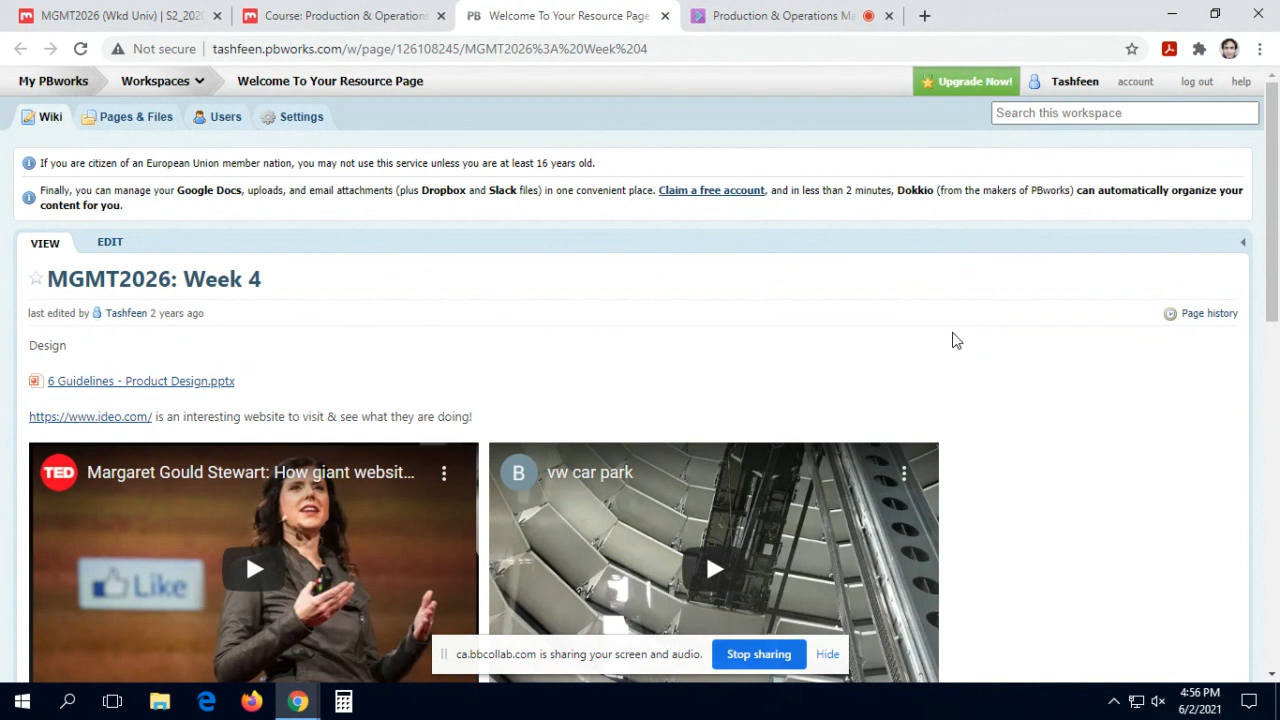 MGMT2026 (Wkd Univ) | S2_202
Course: Production & Operations
PB Welcome To Your Resource Page
Production & Operations Ma
Not secure tashfeen.pbworks.com/w/page/126108245/MGMT2026%3A%20Week%204
My PBworks Workspaces Welcome To Your Resource Page Upgrade Now! Tashfeen account log out help
Wiki Pages & Files Users Settings Search this workspace
If you are citizen of an European Union member nation, you may not use this service unless you are at least 16 years old.
Finally, you can manage your Google Docs, uploads, and email attachments (plus Dropbox and Slack files) in one convenient place. Claim a free account, and in less than 2 minutes, Dokkio (from the makers of PBworks) can automatically organize your
content for you.
VIEW EDIT
MGMT2026: Week 4
last edited by Tashfeen 2 years ago Page history
Design
6 Guidelines - Product Design.pptx
https://www.ideo.com/ is an interesting website to visit & see what they are doing!
TED Margaret Gould Stewart: How giant websit...
B vw car park
Like
ca.bbcollab.com is sharing your screen and audio. Stop sharing Hide
4:56 PM
6/2/2021